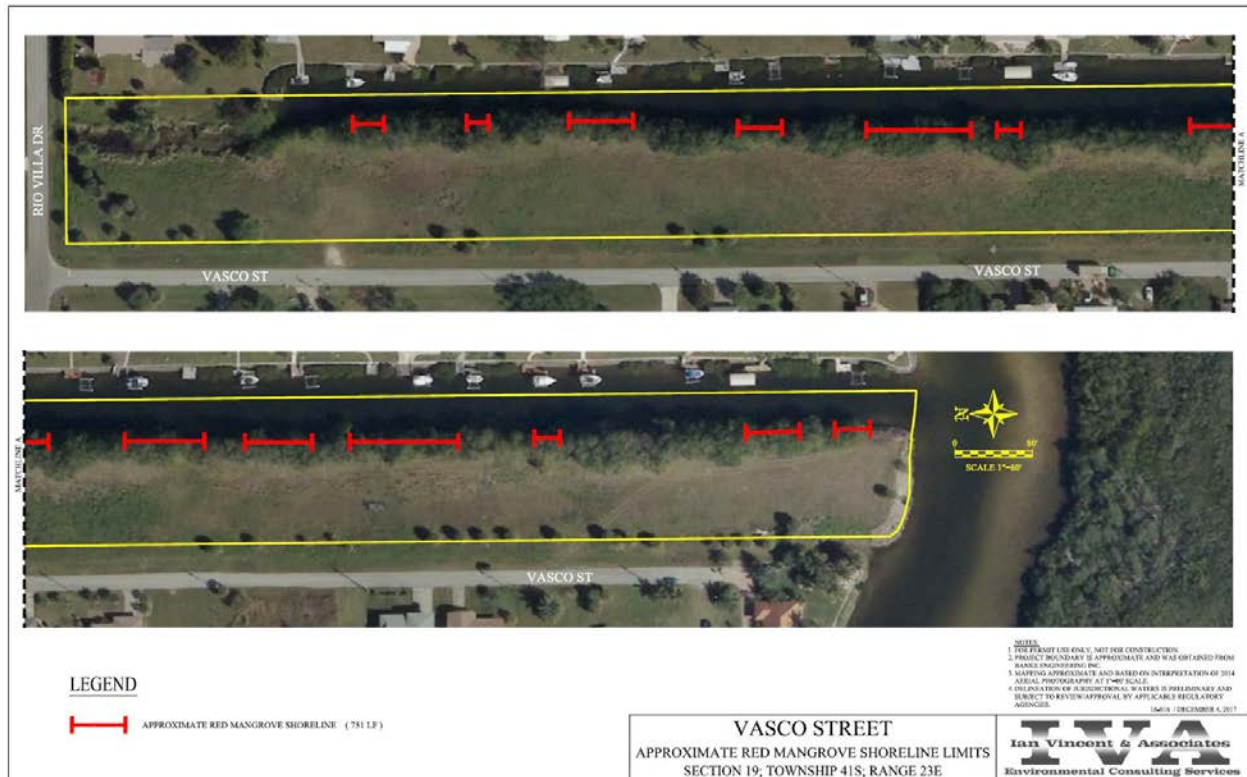 RIO VILLA DR
VASCO ST
VASCO ST
MATCHLINE A
MATCHLINE A
VASCO ST
N
0 80'
SCALE 1"=80'
LEGEND
APPROXIMATE RED MANGROVE SHORELINE
NOTES:
1. FOR PERMIT USE ONLY, NOT FOR CONSTRUCTION.
2. PROJECT BOUNDARY IS APPROXIMATE AND WAS OBTAINED FROM
BANKS ENGINEERING INC.
3. MAPPING APPROXIMATE AND BASED ON INTERPRETATION OF 2014
AERIAL PHOTOGRAPHY AT SCALE.
4. DELINEATION OF JURISDICTIONAL WATERS IS PRELIMINARY AND
SUBJECT TO REVIEW/APPROVAL BY APPLICABLE REGULATORY
AGENCIES.
DECEMBER 4, 2017
VASCO STREET
APPROXIMATE RED MANGROVE SHORELINE LIMITS
SECTION 19; TOWNSHIP 41S; RANGE 23E
IVA
Ian Vincent & Associates
Environmental Consulting Services